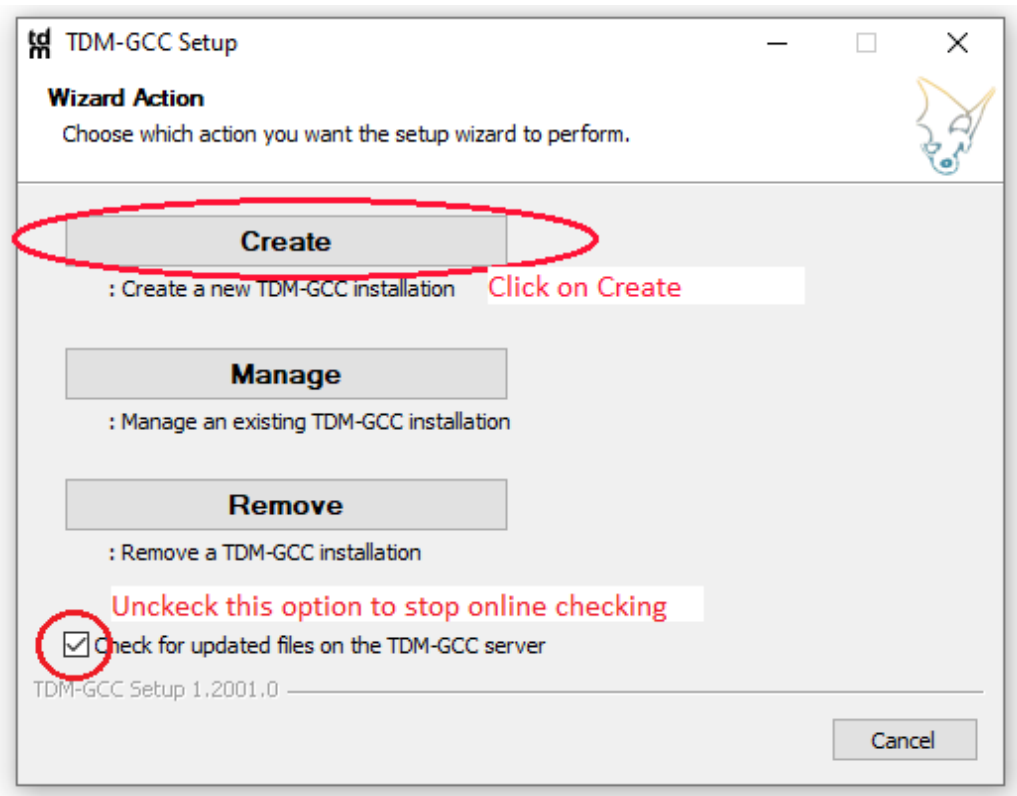 tdm TDM-GCC Setup
Wizard Action
Choose which action you want the setup wizard to perform.
Create
: Create a new TDM-GCC installation Click on Create
Manage
: Manage an existing TDM-GCC installation
Remove
: Remove a TDM-GCC installation
Unckeck this option to stop online checking
Check for updated files on the TDM-GCC server
TDM-GCC Setup 1.2001.0
Cancel